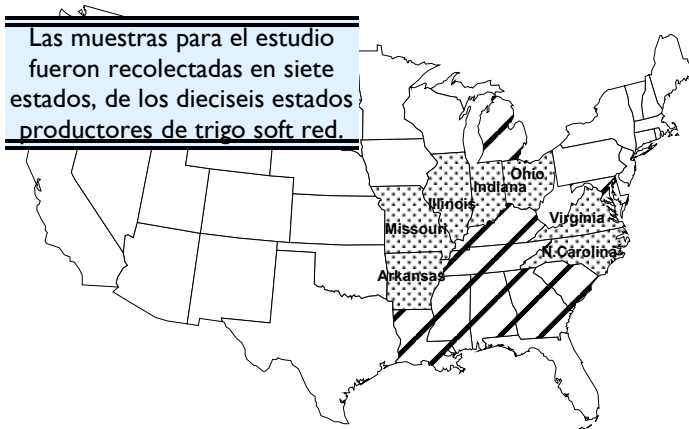 Las muestras para el estudio
fueron recolectadas en siete
estados, de los dieciseis estados
productores de trigo soft red.
Ohio
Indiana
Illinois
Missouri
Virginia
N.Carolina
Arkansas